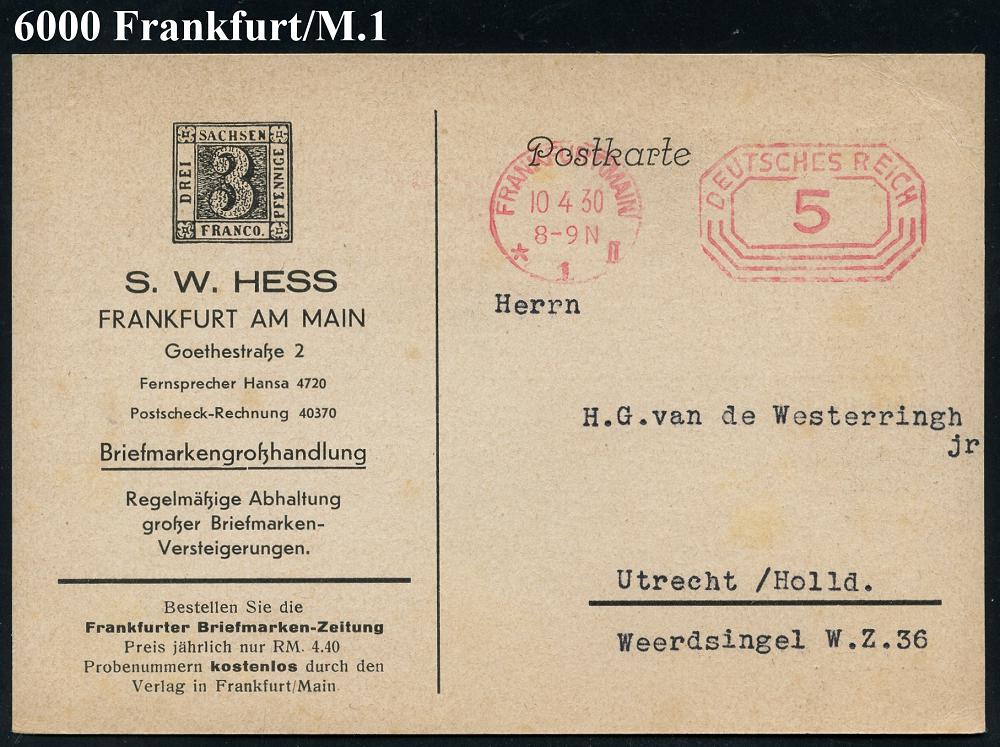 6000 Frankfurt/M.1
SACHSEN
DREI
3
PFENNIGE
FRANCO.
S. W. HESS
FRANKFURT AM MAIN
Goethestraße 2
Fernsprecher Hansa 4720
Postscheck-Rechnung 40370
Briefmarkengroßhandlung
Regelmäßige Abhaltung
großer Briefmarken-
Versteigerungen.
Bestellen Sie die
Frankfurter Briefmarken-Zeitung
Preis jährlich nur RM. 4.40
Probenummern kostenlos durch den
Verlag in Frankfurt/Main
Postkarte
10 4 30
8-9 N
* 1 II
DEUTSCHES REICH
5
Herrn
H.G.van de Westerringh
jr
Utrecht /Holld.
Weerdsingel W.Z.36